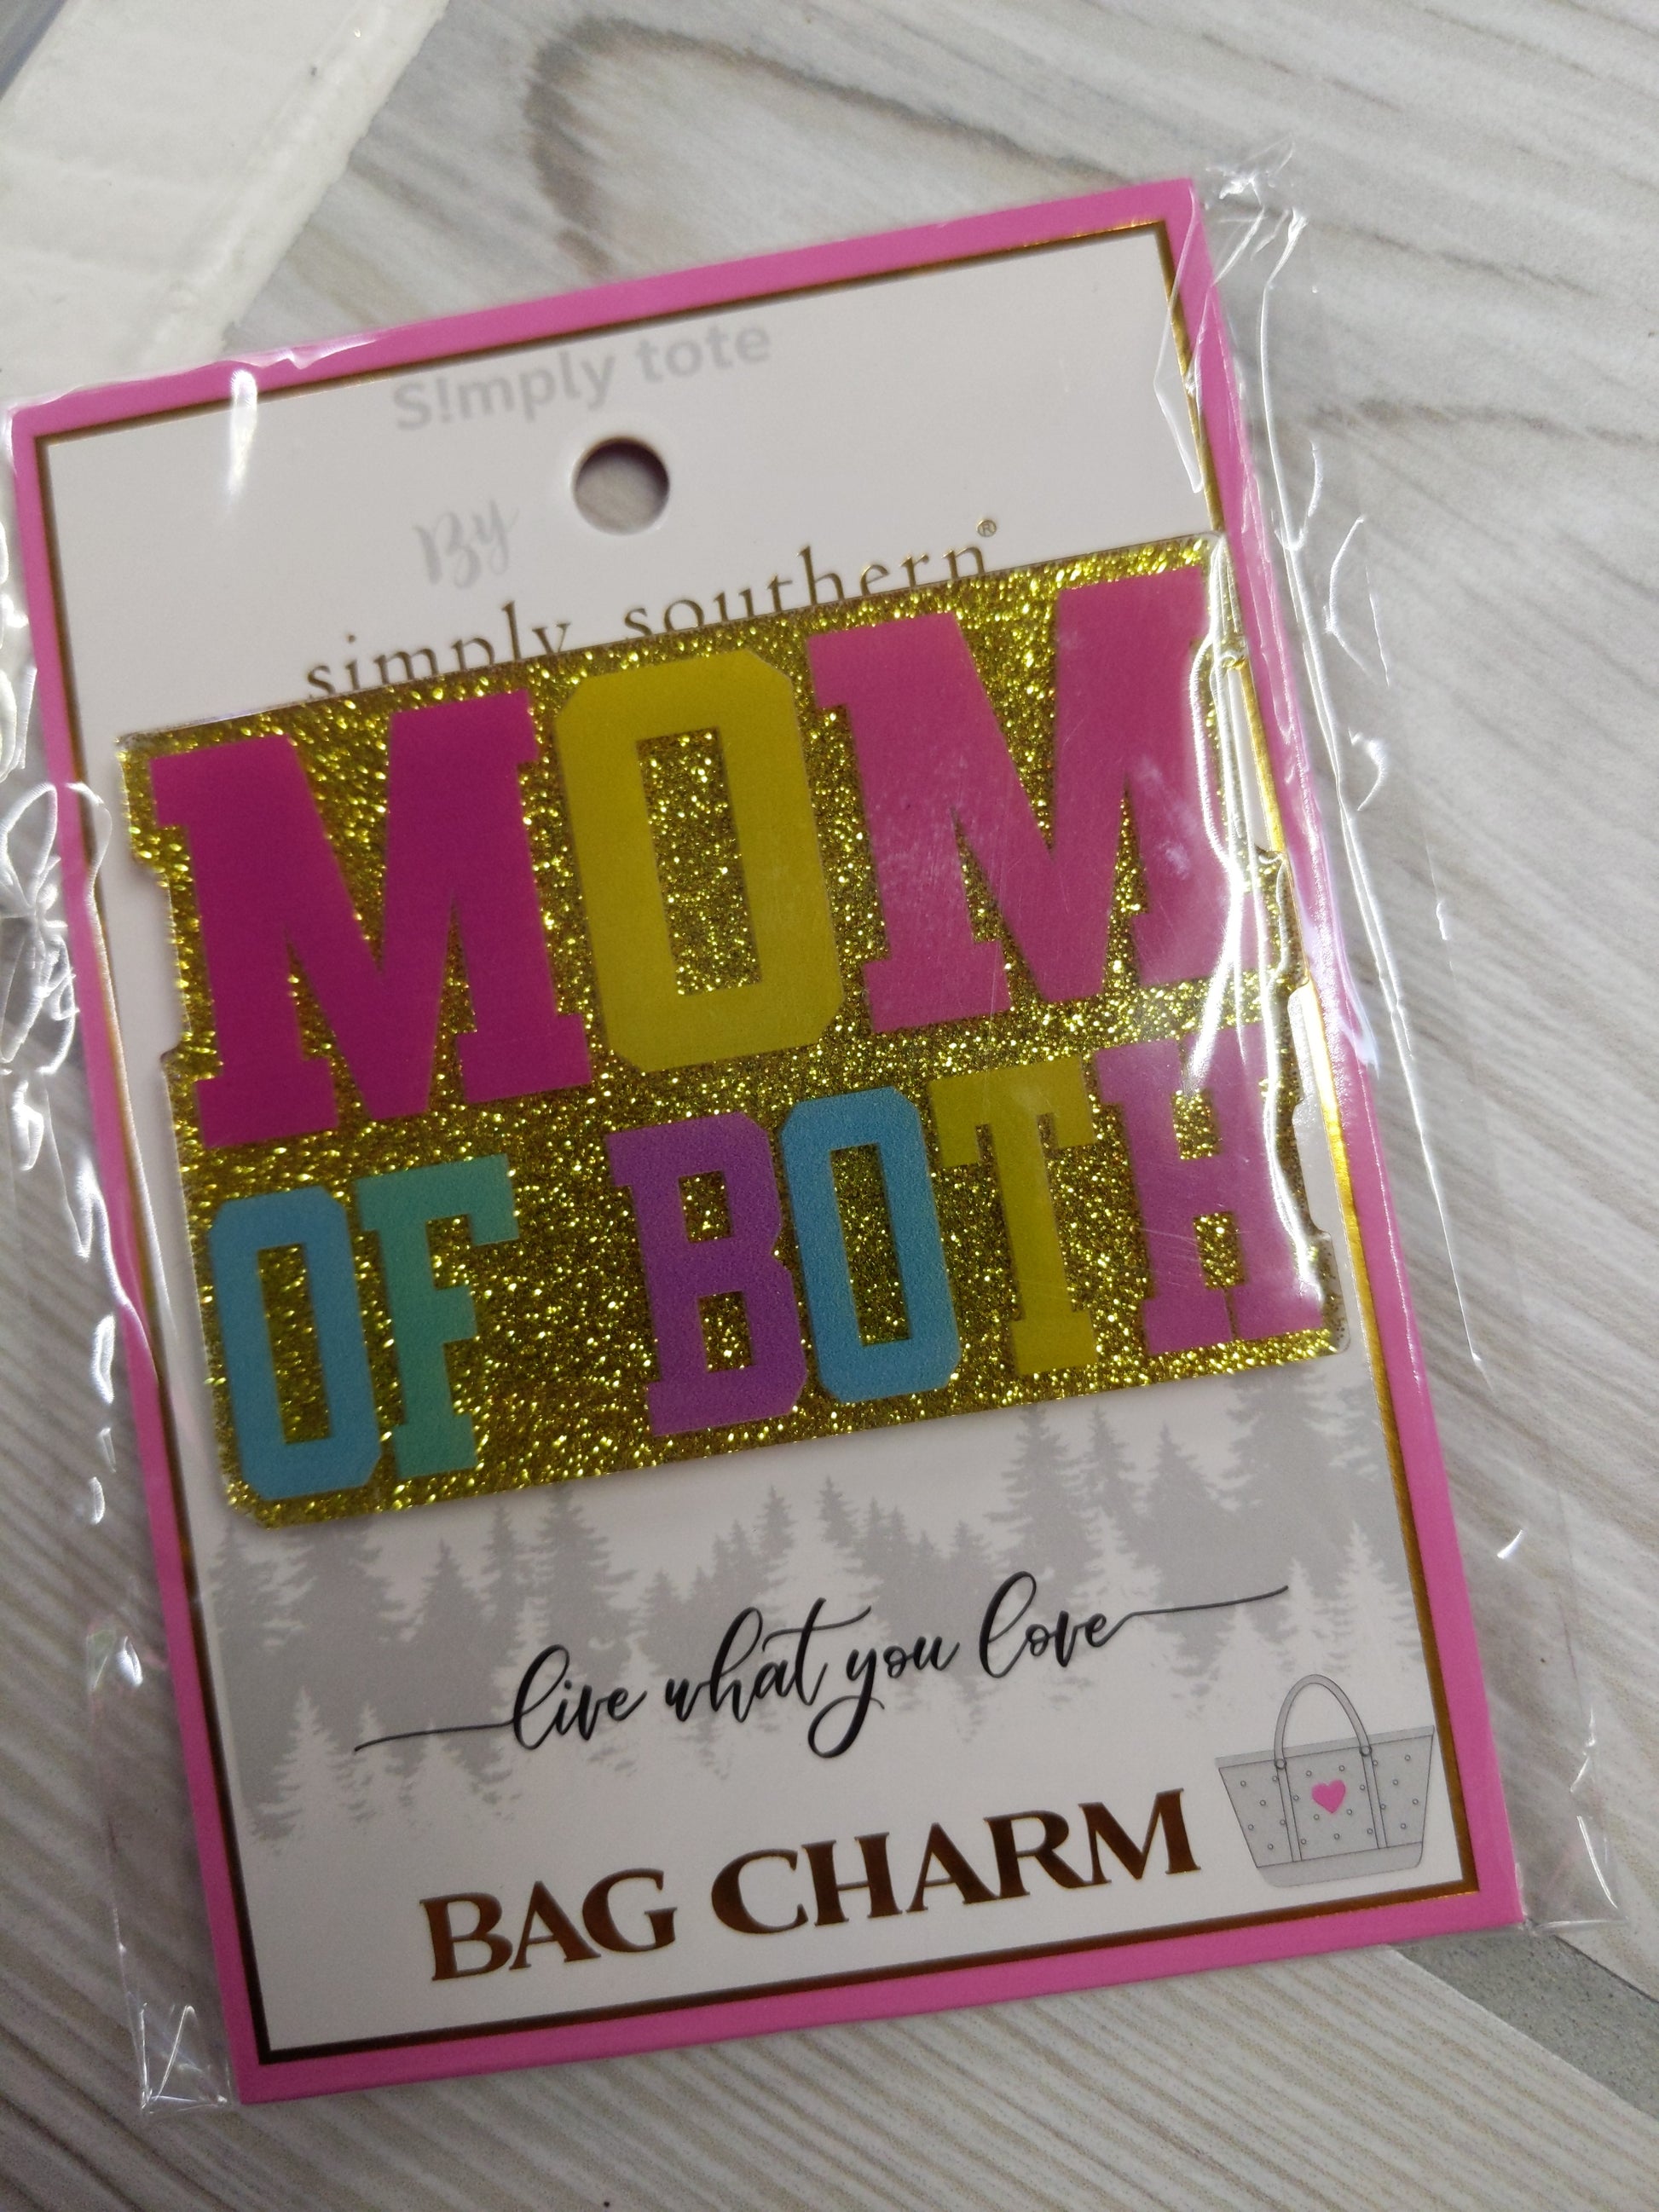 S!mply tote
By
simply southern®
MOM
OF BOTH
live what you love
BAG CHARM